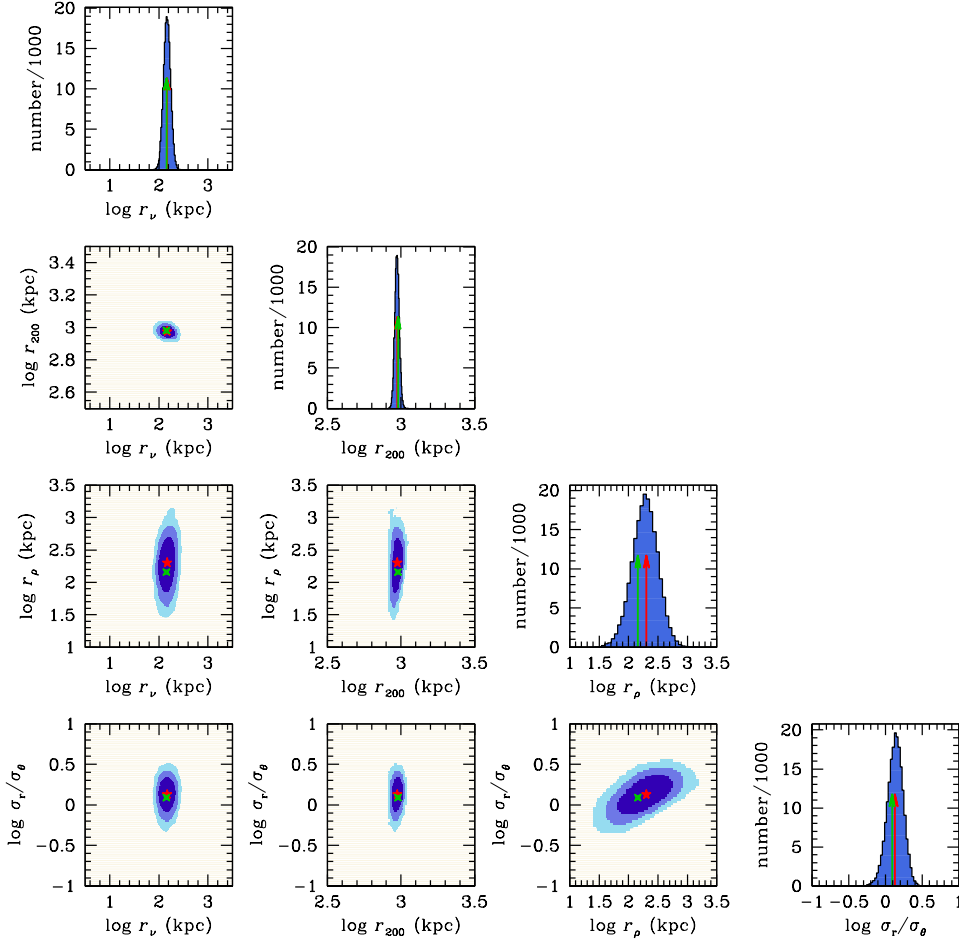 number/1000
20
15
10
5
0
1 2 3
log r_ν (kpc)
log r_200 (kpc)
3.4
3.2
3
2.8
2.6
1 2 3
log r_ν (kpc)
number/1000
20
15
10
5
0
2.5 3 3.5
log r_200 (kpc)
log r_ρ (kpc)
3.5
3
2.5
2
1.5
1
1 2 3
log r_ν (kpc)
log r_ρ (kpc)
3.5
3
2.5
2
1.5
1
2.5 3 3.5
log r_200 (kpc)
number/1000
20
15
10
5
0
1 1.5 2 2.5 3 3.5
log r_ρ (kpc)
log σ_r/σ_θ
1
0.5
0
−0.5
−1
1 2 3
log r_ν (kpc)
log σ_r/σ_θ
1
0.5
0
−0.5
−1
2.5 3 3.5
log r_200 (kpc)
log σ_r/σ_θ
1
0.5
0
−0.5
−1
1 1.5 2 2.5 3 3.5
log r_ρ (kpc)
number/1000
20
15
10
5
0
−1 −0.5 0 0.5 1
log σ_r/σ_θ